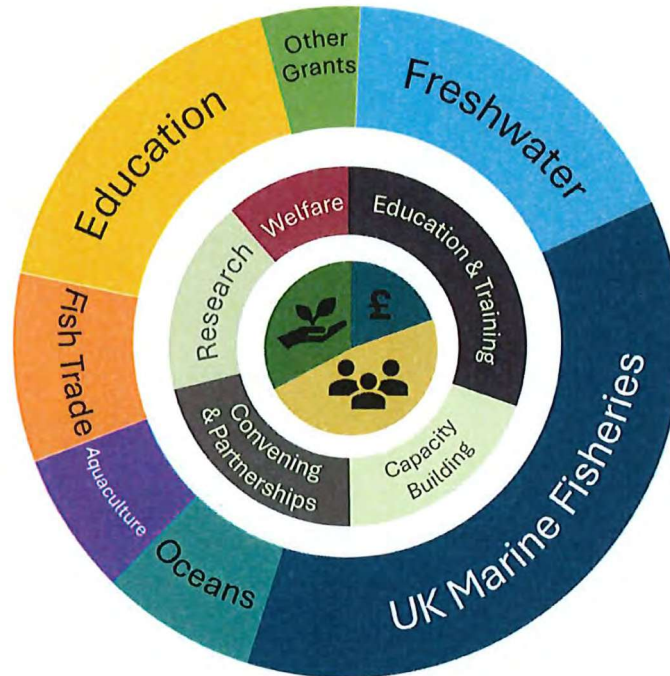 Other
Grants
Freshwater
Education
Welfare
Education & Training
Research
£
Fish Trade
UK Marine Fisheries
Convening
& Partnerships
Capacity
Building
Aquaculture
Oceans